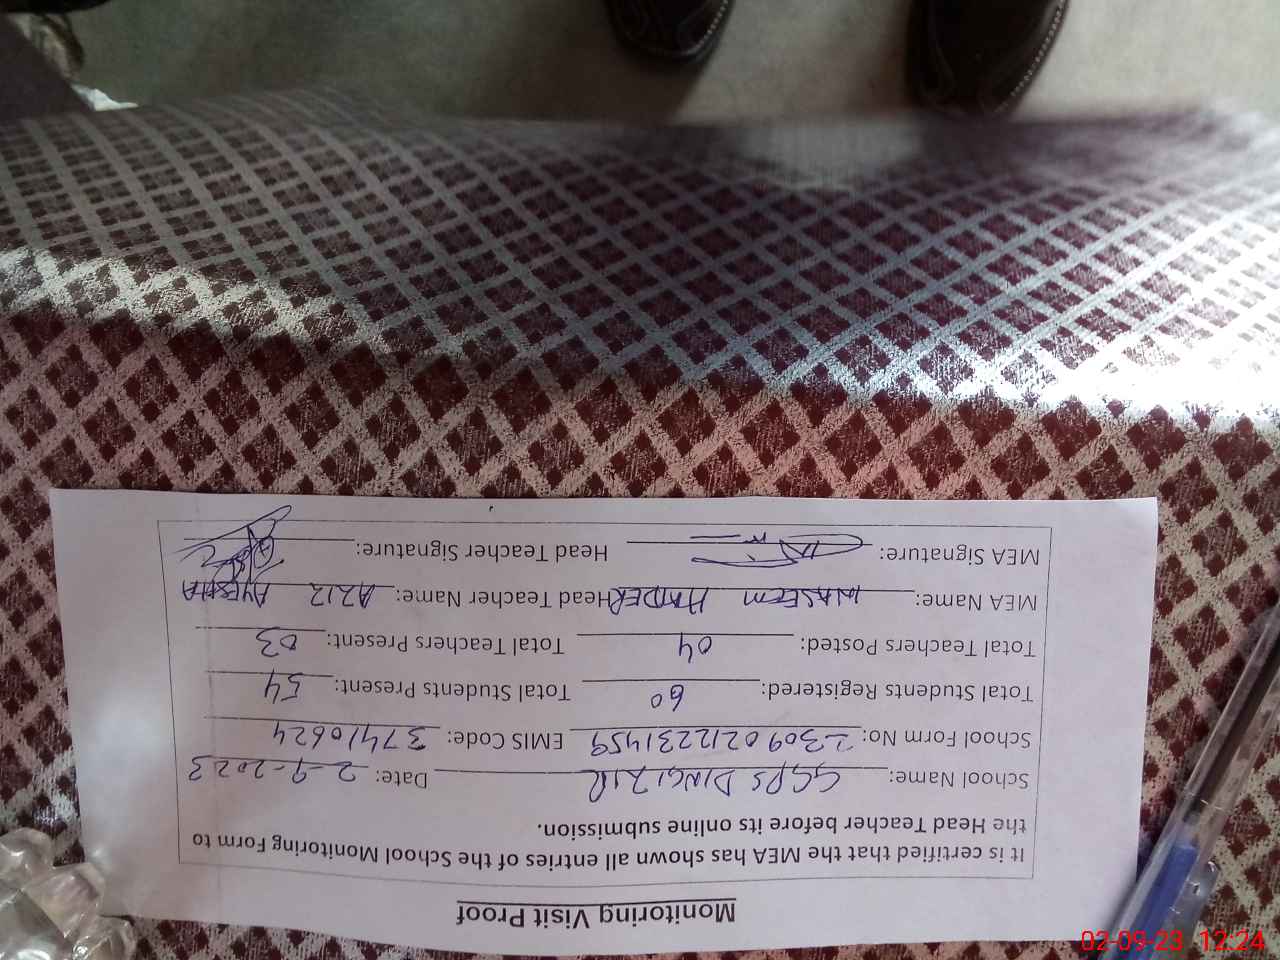 Monitoring Visit Proof
It is certified that the MEA has shown all entries of the School Monitoring Form to
the Head Teacher before its online submission.
School Name: GGPS DINGI ZIR Date: 2-9-2023
School Form No: 23090212231459 EMIS Code: 37410624
Total Students Registered: 60 Total Students Present: 54
Total Teachers Posted: 04 Total Teachers Present: 03
MEA Name: WASEEM HAIDER Head Teacher Name: AYESHA
MEA Signature: Head Teacher Signature:
02-09-23 12:24